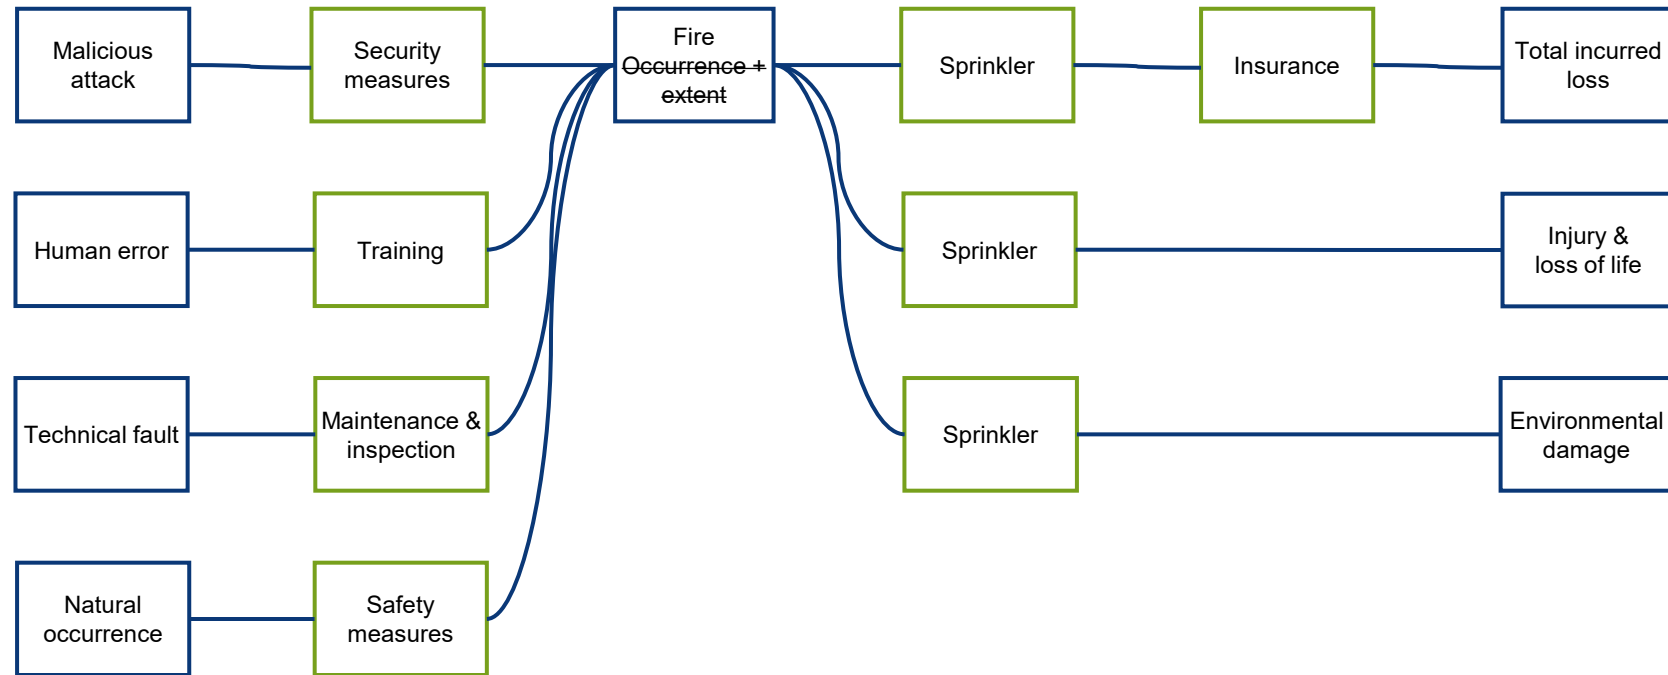 Malicious
attack
Security
measures
Fire
Occurrence +
extent
Sprinkler
Insurance
Total incurred
loss
Human error
Training
Sprinkler
Injury &
loss of life
Technical fault
Maintenance &
inspection
Sprinkler
Environmental
damage
Natural
occurrence
Safety
measures